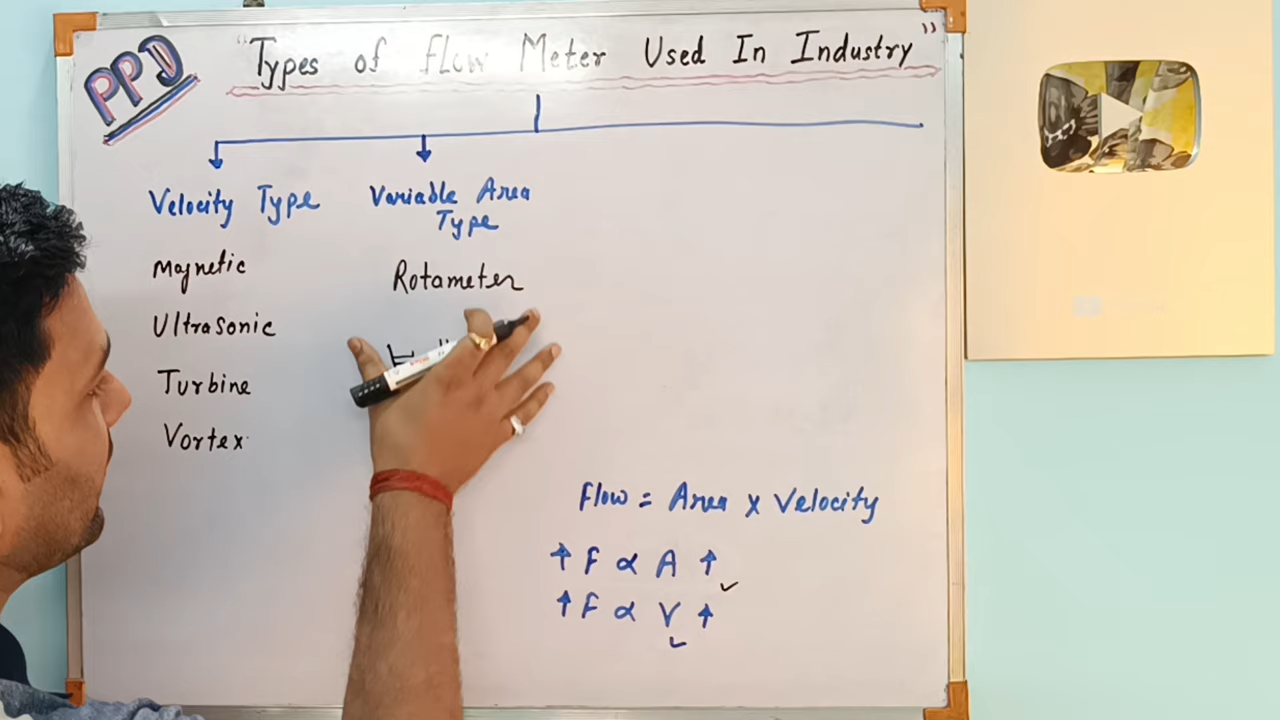 PPD
"Types of flow Meter Used In Industry"
Velocity Type
Variable Area
Type
Magnetic
Rotameter
Ultrasonic
Turbine
Vortex
Flow = Area x Velocity
↑ F ∝ A ↑
↑ F ∝ V ↑